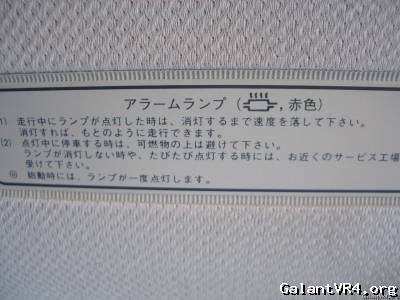 アラームランプ ( , 赤色)
1) 走行中にランプが点灯した時は、消灯するまで速度を落して下さい。
消灯すれば、もとのように走行できます。
(2) 点灯中に停車する時は、可燃物の上は避けて下さい。
ランプが消灯しない時や、たびたび点灯する時には、お近くのサービス工場
受けて下さい。
◎ 始動時には、ランプが一度点灯します。
GalantVR4.org